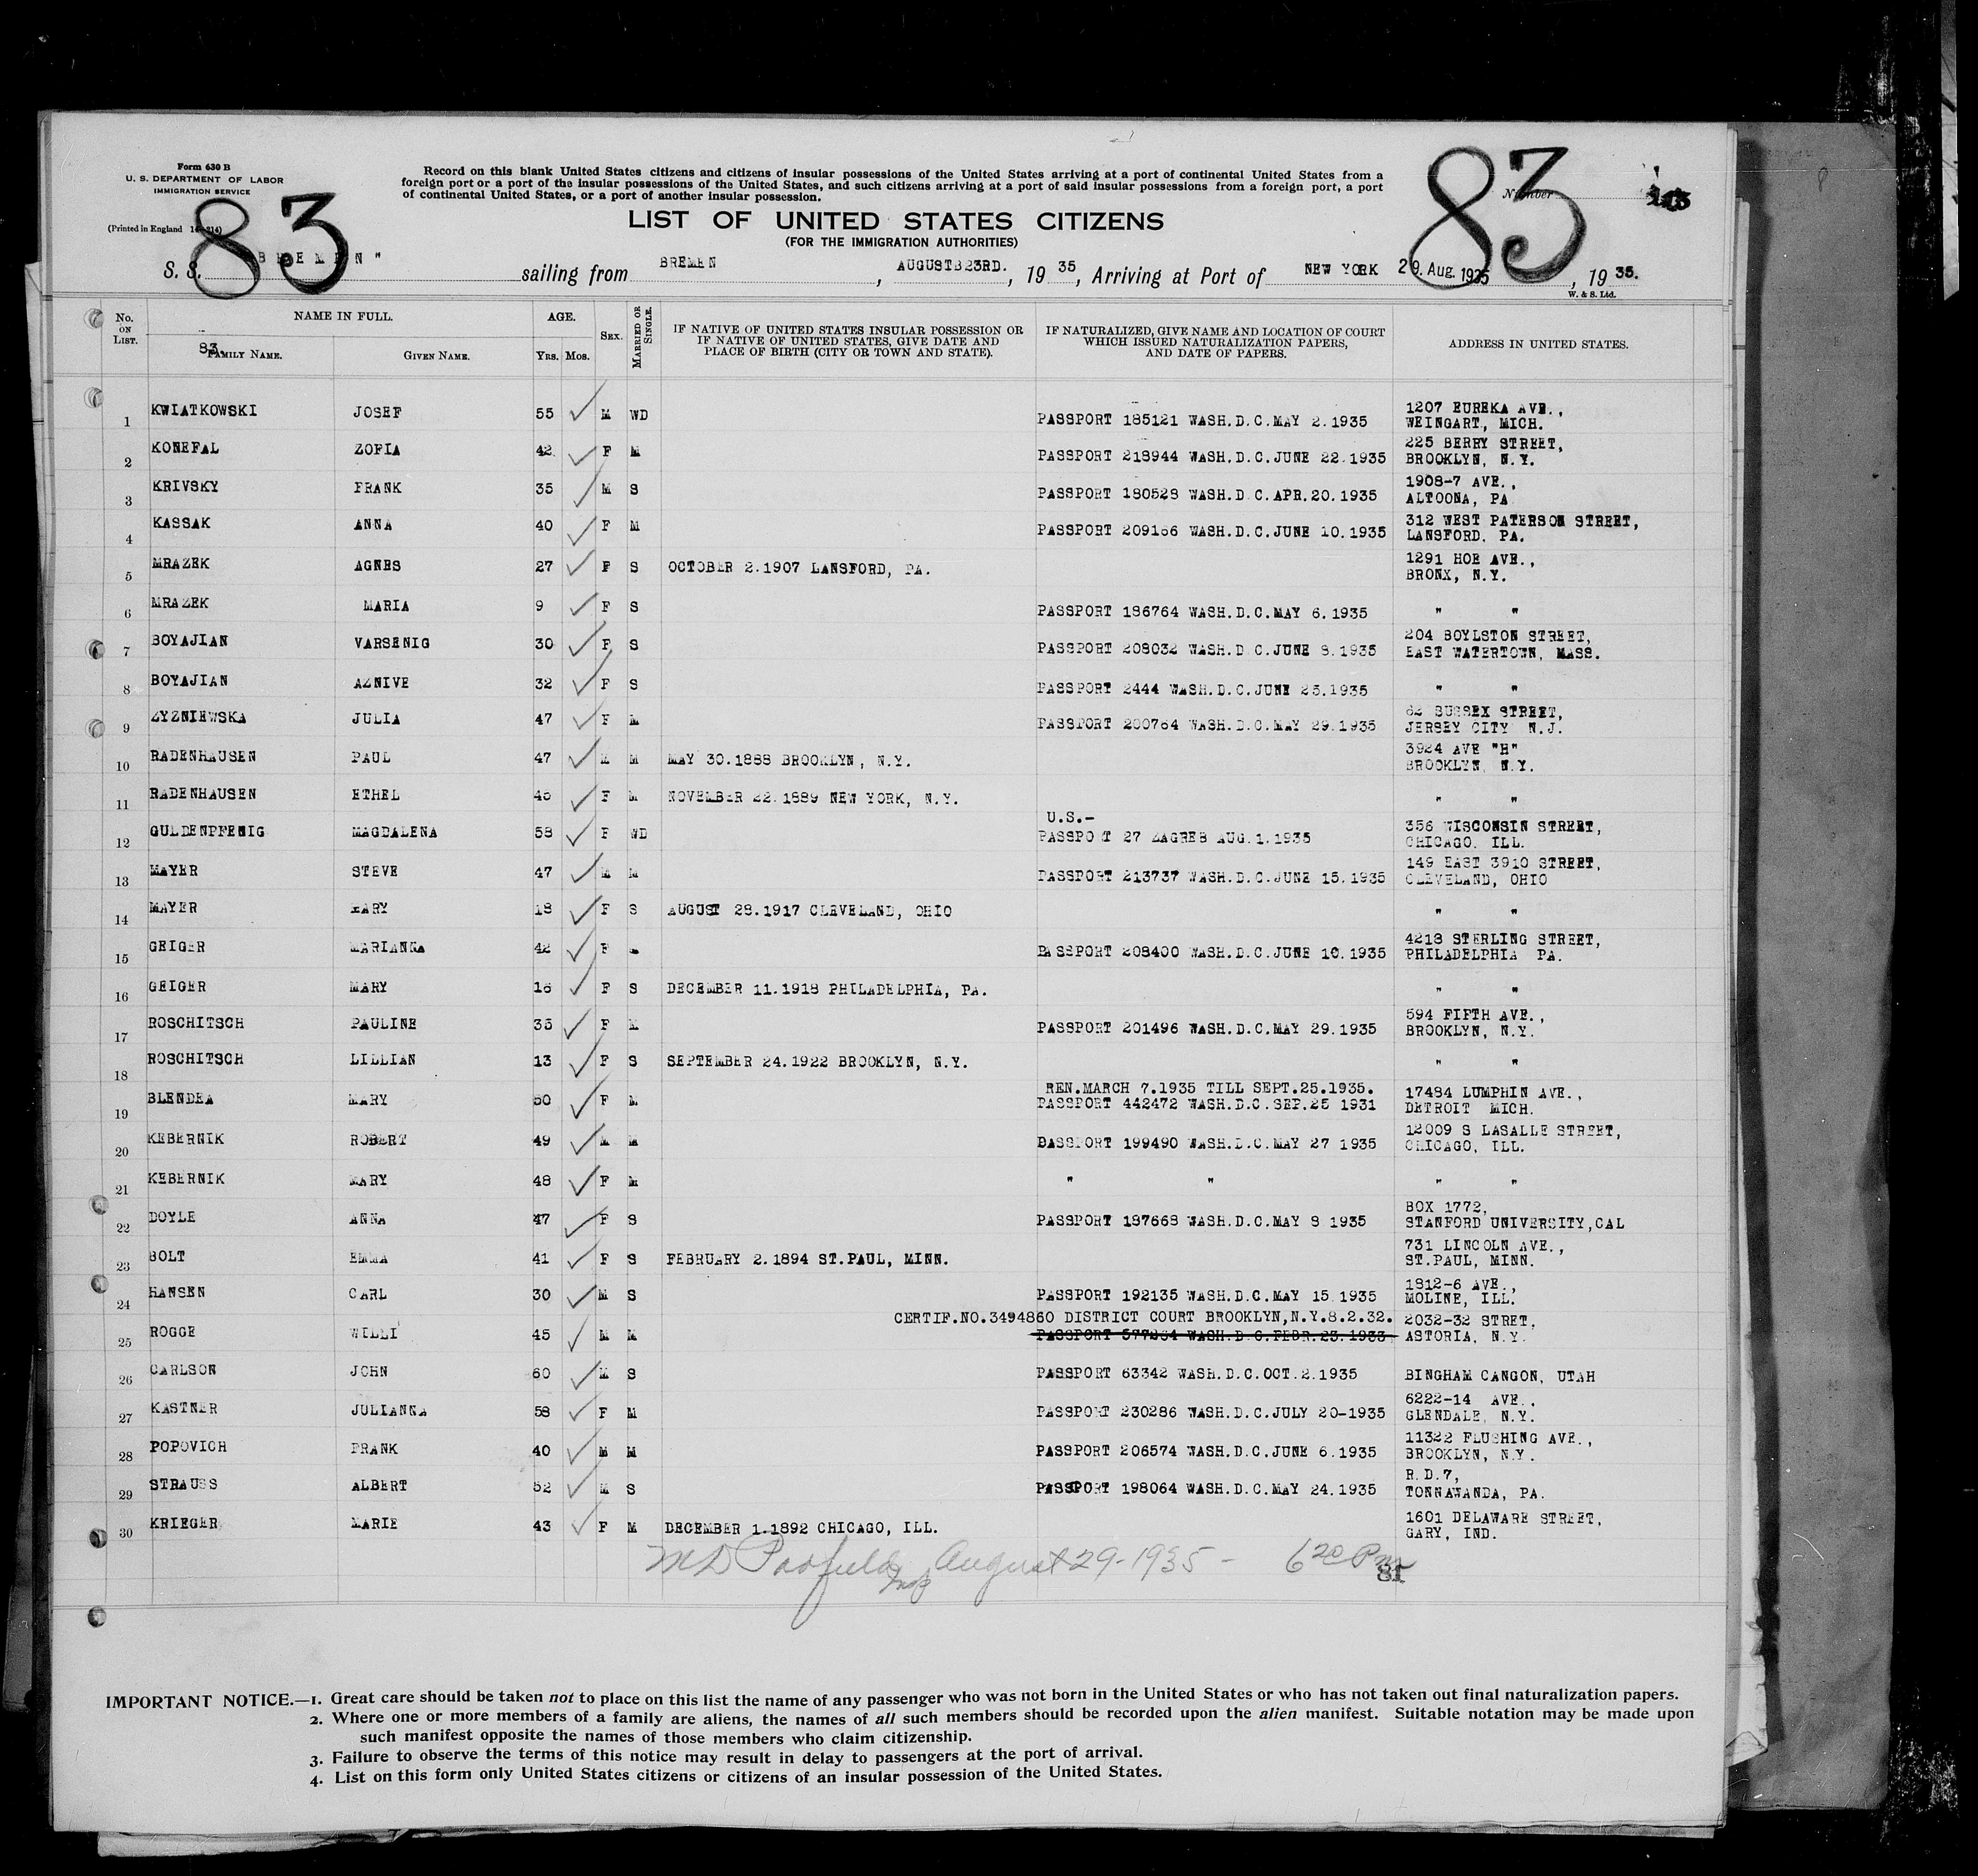 Form 630 B
U. S. DEPARTMENT OF LABOR
IMMIGRATION SERVICE
(Printed in England
83
83
Record on this blank United States citizens and citizens of insular possessions of the United States arriving at a port of continental United States from a
foreign port or a port of the insular possessions of the United States, and such citizens arriving at a port of said insular possessions from a foreign port, a port
of continental United States, or a port of another insular possession.
Number
LIST OF UNITED STATES CITIZENS
(FOR THE IMMIGRATION AUTHORITIES)
S. S. BREMEN" sailing from BREMEN, AUGUST 23RD., 1935, Arriving at Port of NEW YORK 29. Aug. 1935, 1935.
W. & S. Ltd.
No. ON LIST. NAME IN FULL. AGE. SEX. MARRIED OR SINGLE. IF NATIVE OF UNITED STATES INSULAR POSSESSION OR IF NATIVE OF UNITED STATES, GIVE DATE AND PLACE OF BIRTH (CITY OR TOWN AND STATE). IF NATURALIZED, GIVE NAME AND LOCATION OF COURT WHICH ISSUED NATURALIZATION PAPERS, AND DATE OF PAPERS. ADDRESS IN UNITED STATES.
83
FAMILY NAME. GIVEN NAME. YRS. MOS.
1 KWIATKOWSKI JOSEF 55 M WD PASSPORT 185121 WASH.D.C.MAY 2.1935 1207 EUREKA AVE.,
WEINGART, MICH.
2 KONEFAL ZOFIA 42 F M PASSPORT 218944 WASH.D.C.JUNE 22.1935 225 BERRY STREET,
BROOKLYN, N.Y.
3 KRIVSKY FRANK 35 M S PASSPORT 180528 WASH.D.C.APR.20.1935 1908-7 AVE.,
ALTOONA, PA
4 KASSAK ANNA 40 F M PASSPORT 209166 WASH.D.C.JUNE 10.1935 312 WEST PATERSON STREET,
LANSFORD, PA.
5 MRAZEK AGNES 27 F S OCTOBER 2.1907 LANSFORD, PA. 1291 HOE AVE.,
BRONX, N.Y.
6 MRAZEK MARIA 9 F S PASSPORT 186764 WASH.D.C.MAY 6.1935 " "
7 BOYAJIAN VARSENIG 30 F S PASSPORT 208032 WASH.D.C.JUNE 8.1935 204 BOYLSTON STREET,
EAST WATERTOWN, MASS.
8 BOYAJIAN AZNIVE 32 F S PASSPORT 2444 WASH.D.C.JUNE 25.1935 " "
9 ZYZNIEWSKA JULIA 47 F M PASSPORT 200764 WASH.D.C.MAY 29.1935 62 SUSSEX STREET,
JERSEY CITY N.J.
10 RADENHAUSEN PAUL 47 M M MAY 30.1888 BROOKLYN, N.Y. 3924 AVE "H"
BROOKLYN, N.Y.
11 RADENHAUSEN ETHEL 45 F M NOVEMBER 22.1889 NEW YORK, N.Y. " "
U.S.-
12 GULDENPFENIG MAGDALENA 58 F WD PASSPORT 27 ZAGREB AUG.1.1935 356 WISCONSIN STREET,
CHICAGO, ILL.
13 MAYER STEVE 47 M M PASSPORT 213737 WASH.D.C.JUNE 15.1935 149 EAST 3910 STREET,
CLEVELAND, OHIO
14 MAYER MARY 18 F S AUGUST 28.1917 CLEVELAND, OHIO " "
15 GEIGER MARIANNA 42 F M PASSPORT 208400 WASH.D.C.JUNE 10.1935 4218 STERLING STREET,
PHILADELPHIA PA.
16 GEIGER MARY 16 F S DECEMBER 11.1918 PHILADELPHIA, PA. " "
17 ROSCHITSCH PAULINE 35 F M PASSPORT 201496 WASH.D.C.MAY 29.1935 594 FIFTH AVE.,
BROOKLYN, N.Y.
18 ROSCHITSCH LILLIAN 13 F S SEPTEMBER 24.1922 BROOKLYN, N.Y. " "
REN.MARCH 7.1935 TILL SEPT.25.1935.
19 BLENDEA MARY 50 F M PASSPORT 442472 WASH.D.C.SEP.25 1931 17484 LUMPHIN AVE.,
DETROIT MICH.
20 KEBERNIK ROBERT 49 M M PASSPORT 199490 WASH.D.C.MAY 27 1935 12009 S LASALLE STREET,
CHICAGO, ILL.
21 KEBERNIK MARY 48 F M " " " "
22 DOYLE ANNA 47 F S PASSPORT 187668 WASH.D.C.MAY 8 1935 BOX 1772,
STANFORD UNIVERSITY,CAL
23 BOLT EMMA 41 F S FEBRUARY 2.1894 ST.PAUL, MINN. 731 LINCOLN AVE.,
ST.PAUL, MINN.
24 HANSEN CARL 30 M S PASSPORT 192135 WASH.D.C.MAY 15 1935 1812-6 AVE.,
MOLINE, ILL.
CERTIF.NO.3494860 DISTRICT COURT BROOKLYN,N.Y.8.2.32.
25 ROGGE WILLI 45 M M PASSPORT WASH.D.C.FEBR.23.1933 2032-32 STRET,
ASTORIA, N.Y.
26 CARLSON JOHN 60 M S PASSPORT 63342 WASH.D.C.OCT.2.1935 BINGHAM CANGON, UTAH
27 KASTNER JULIANNA 58 F M PASSPORT 230286 WASH.D.C.JULY 20-1935 6222-14 AVE.,
GLENDALE, N.Y.
28 POPOVICH FRANK 40 M M PASSPORT 206574 WASH.D.C.JUNE 6.1935 11322 FLUSHING AVE.,
BROOKLYN, N.Y.
29 STRAUSS ALBERT 52 M S PASSPORT 198064 WASH.D.C.MAY 24.1935 R.D.7,
TONNAWANDA, PA.
30 KRIEGER MARIE 43 F M DECEMBER 1.1892 CHICAGO, ILL. 1601 DELAWARE STREET,
GARY, IND.
August 29-1935- 6 20 Pm
81
IMPORTANT NOTICE.—1. Great care should be taken not to place on this list the name of any passenger who was not born in the United States or who has not taken out final naturalization papers.
2. Where one or more members of a family are aliens, the names of all such members should be recorded upon the alien manifest. Suitable notation may be made upon
such manifest opposite the names of those members who claim citizenship.
3. Failure to observe the terms of this notice may result in delay to passengers at the port of arrival.
4. List on this form only United States citizens or citizens of an insular possession of the United States.